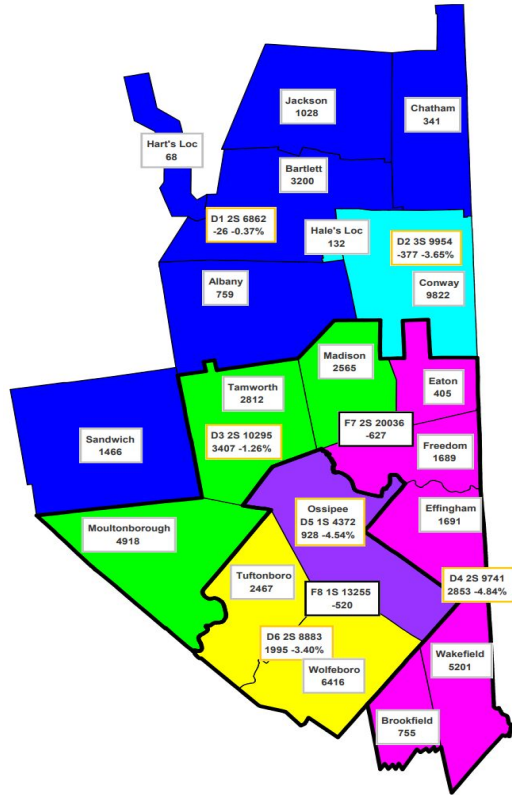 Jackson
1028
Chatham
341
Hart's Loc
68
Bartlett
3200
D1 2S 6862
-26 -0.37%
Hale's Loc
132
D2 3S 9954
-377 -3.65%
Conway
9822
Albany
759
Madison
2565
Tamworth
2812
Eaton
405
D3 2S 10295
3407 -1.26%
F7 2S 20036
-627
Sandwich
1466
Freedom
1689
Ossipee
D5 1S 4372
928 -4.54%
Effingham
1691
Moultonborough
4918
Tuftonboro
2467
F8 1S 13255
-520
D4 2S 9741
2853 -4.84%
D6 2S 8883
1995 -3.40%
Wolfeboro
6416
Wakefield
5201
Brookfield
755